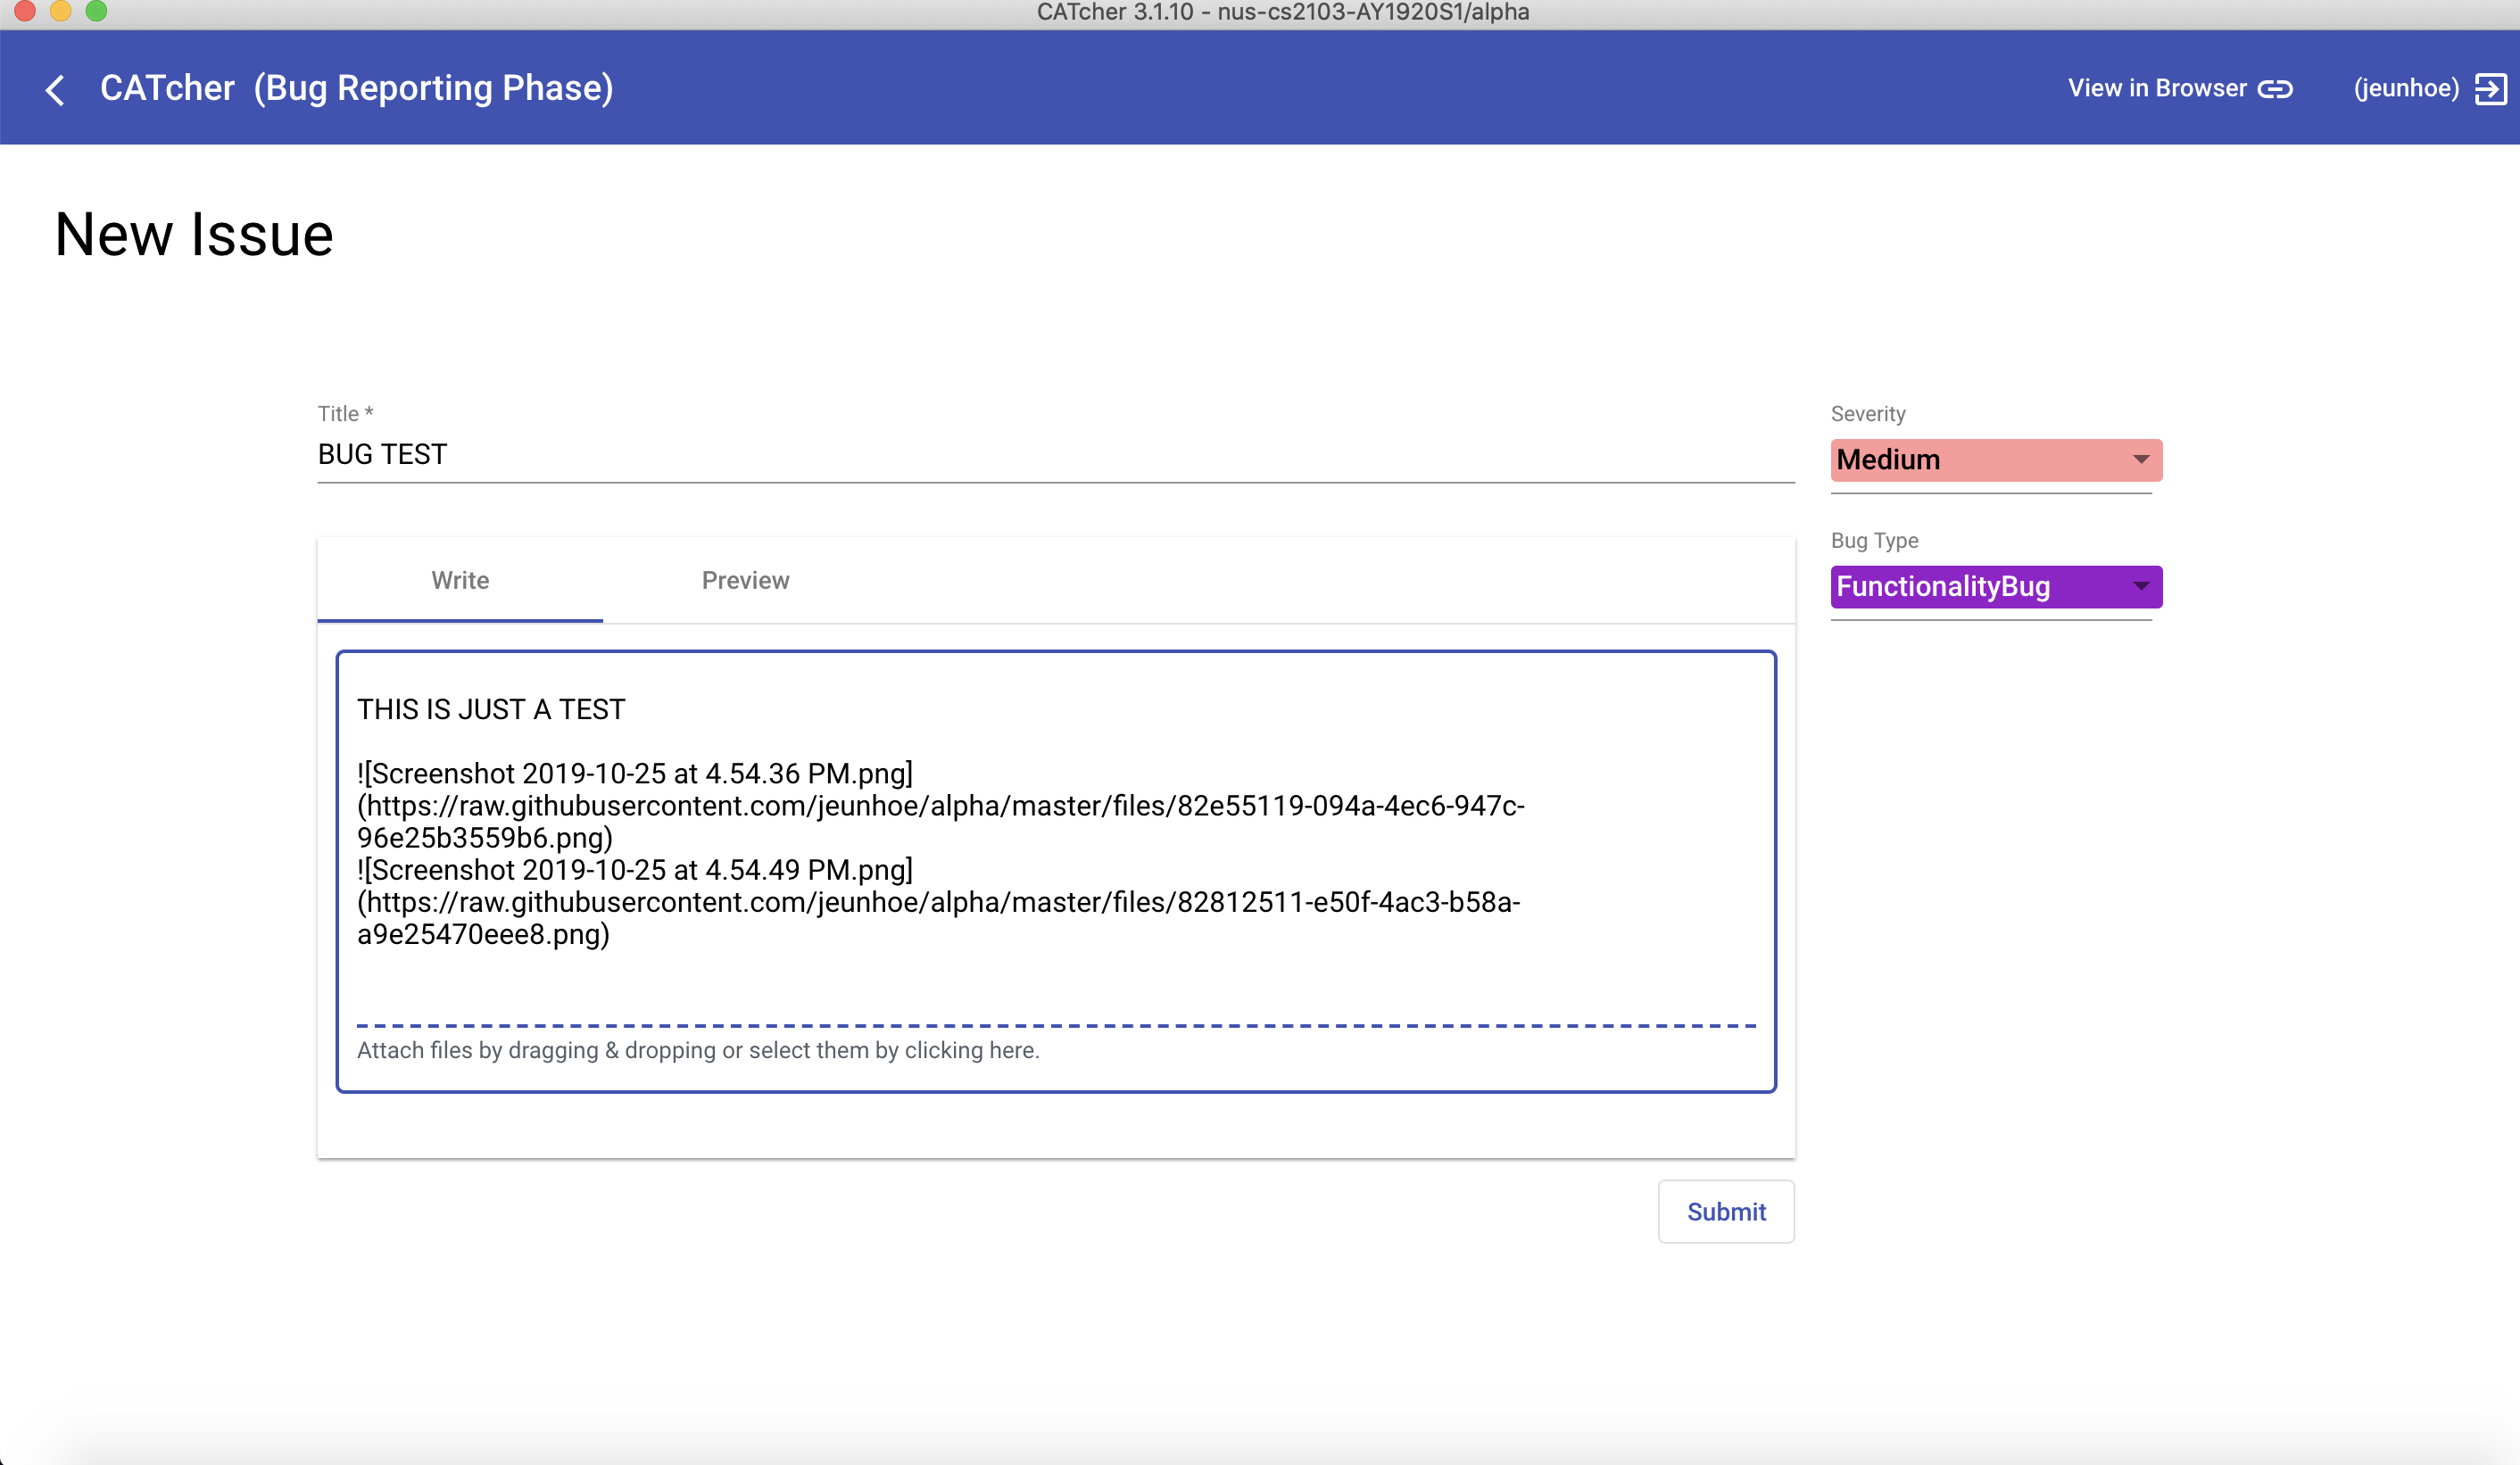 CATcher 3.1.10 - nus-cs2103-AY1920S1/alpha
CATcher (Bug Reporting Phase)
View in Browser
(jeunhoe)
New Issue
Title *
BUG TEST
Severity
Medium
Bug Type
FunctionalityBug
Write
Preview
THIS IS JUST A TEST
![Screenshot 2019-10-25 at 4.54.36 PM.png]
(https://raw.githubusercontent.com/jeunhoe/alpha/master/files/82e55119-094a-4ec6-947c-
96e25b3559b6.png)
![Screenshot 2019-10-25 at 4.54.49 PM.png]
(https://raw.githubusercontent.com/jeunhoe/alpha/master/files/82812511-e50f-4ac3-b58a-
a9e25470eee8.png)
Attach files by dragging & dropping or select them by clicking here.
Submit